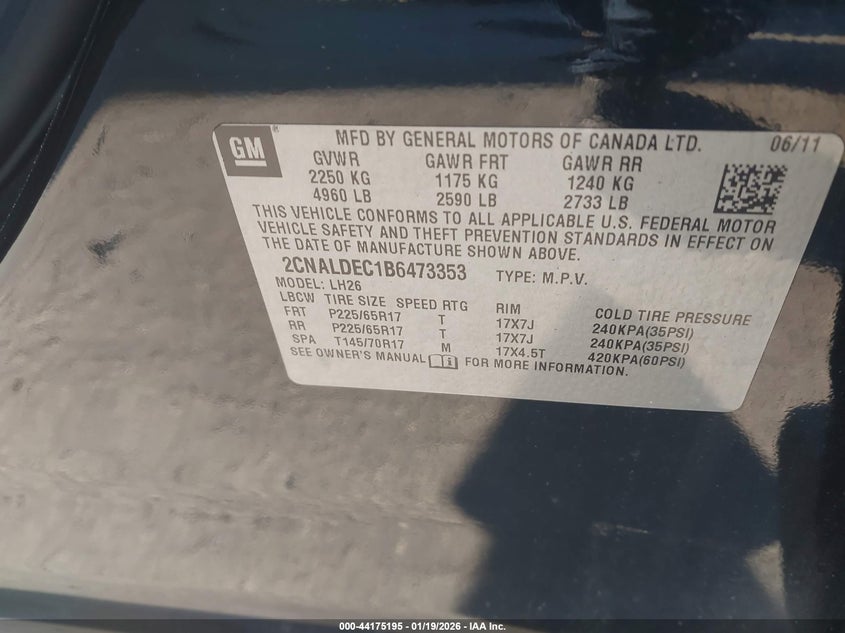 GM®
MFD BY GENERAL MOTORS OF CANADA LTD. 06/11
GVWR GAWR FRT GAWR RR
2250 KG 1175 KG 1240 KG
4960 LB 2590 LB 2733 LB
THIS VEHICLE CONFORMS TO ALL APPLICABLE U.S. FEDERAL MOTOR
VEHICLE SAFETY AND THEFT PREVENTION STANDARDS IN EFFECT ON
THE DATE OF MANUFACTURE SHOWN ABOVE.
2CNALDEC1B6473353 TYPE: M.P.V.
MODEL: LH26
LBCW TIRE SIZE SPEED RTG RIM COLD TIRE PRESSURE
FRT P225/65R17 T 17X7J 240KPA(35PSI)
RR P225/65R17 T 17X7J 240KPA(35PSI)
SPA T145/70R17 M 17X4.5T 420KPA(60PSI)
SEE OWNER'S MANUAL FOR MORE INFORMATION.
000-44175195 - 01/19/2026 - IAA Inc.